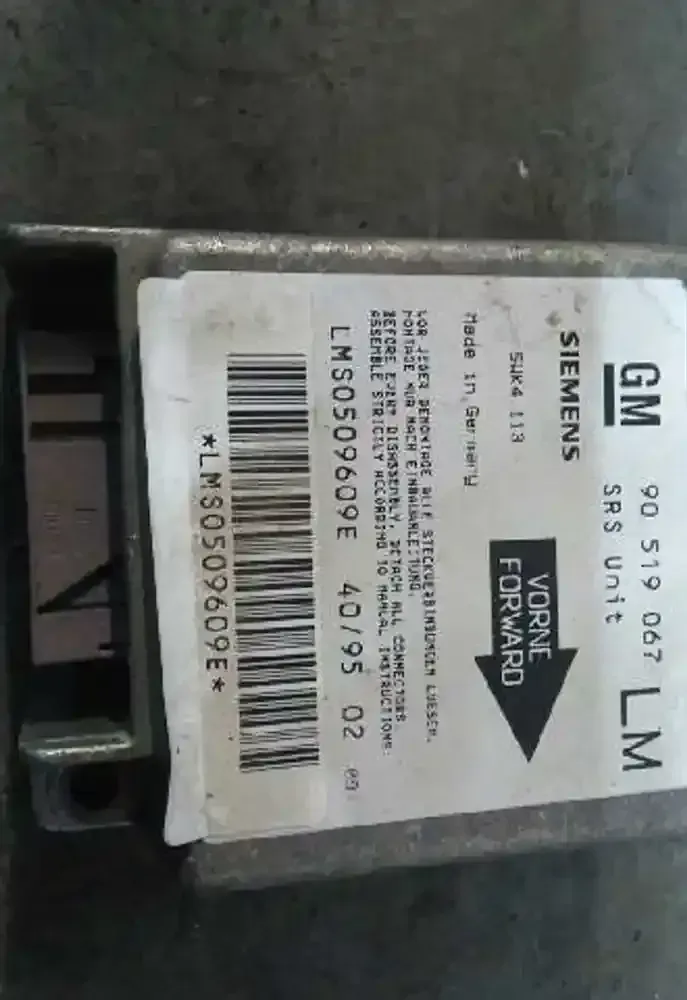 GM 90 519 067 LM
SRS Unit
SIEMENS
5WK4 113
VORNE
FORWARD
Made in Germany
VOR JEDER DEMONTAGE ALLE STECKVERBINDUNGEN LOESEN.
MONTAGE NUR NACH EINBAUANLEITUNG.
BEFORE EVERY DISASSEMBLY, DETACH ALL CONNECTORS.
ASSEMBLE STRICTLY ACCORDING TO MANUAL INSTRUCTIONS.
LMS0509609E 40/95 02
*LMS0509609E*